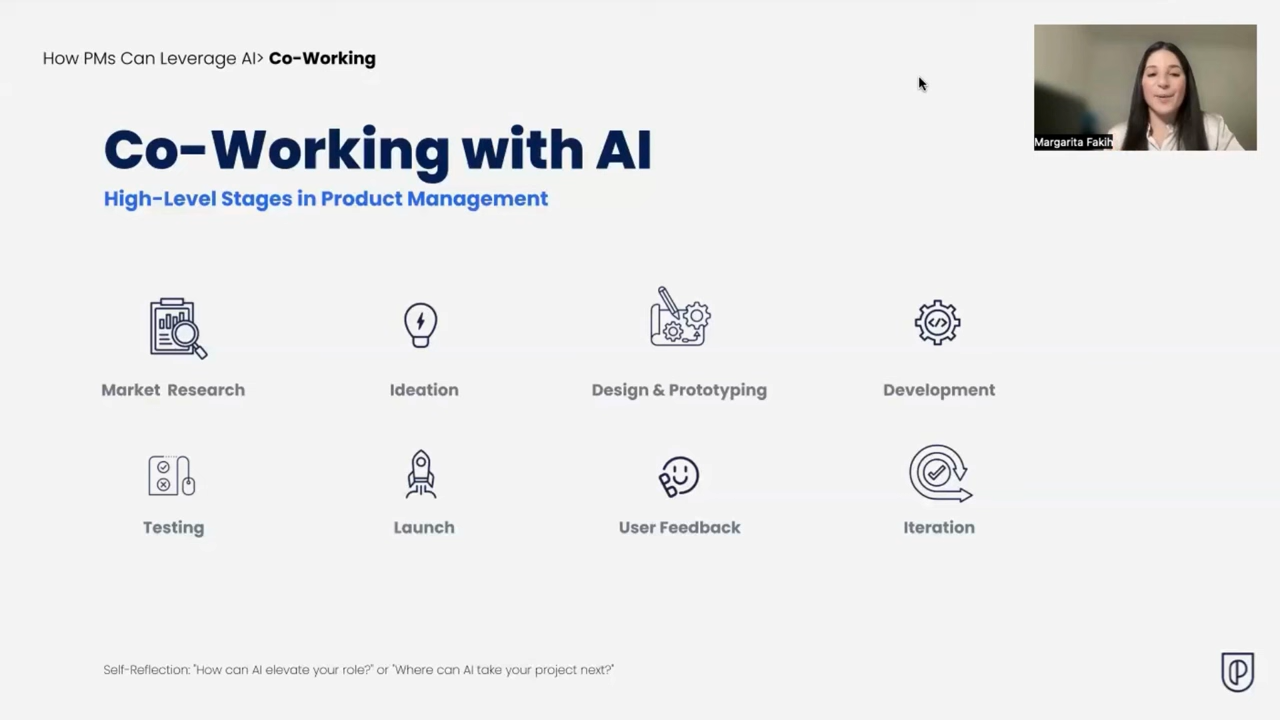 How PMs Can Leverage AI> Co-Working
Margarita Fakih
Co-Working with AI
High-Level Stages in Product Management
Market Research
Ideation
Design & Prototyping
Development
Testing
Launch
User Feedback
Iteration
Self-Reflection: "How can AI elevate your role?" or "Where can AI take your project next?"